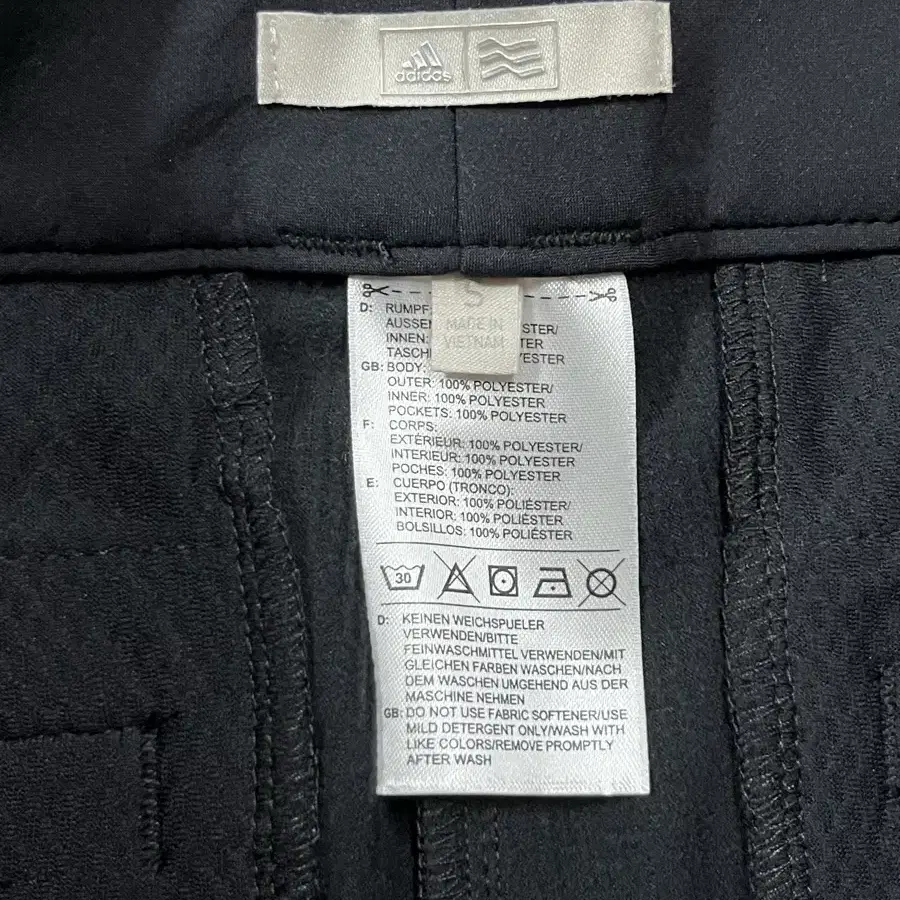 adidas
S
MADE IN
VIETNAM
D: RUMPF:
AUSSEN STER/
INNEN: TER
TASCH YESTER
GB: BODY:
OUTER: 100% POLYESTER/
INNER: 100% POLYESTER
POCKETS: 100% POLYESTER
F: CORPS:
EXTÉRIEUR: 100% POLYESTER/
INTERIEUR: 100% POLYESTER
POCHES: 100% POLYESTER
E: CUERPO (TRONCO):
EXTERIOR: 100% POLIÉSTER/
INTERIOR: 100% POLIÉSTER
BOLSILLOS: 100% POLIÉSTER
30
D: KEINEN WEICHSPUELER
VERWENDEN/BITTE
FEINWASCHMITTEL VERWENDEN/MIT
GLEICHEN FARBEN WASCHEN/NACH
DEM WASCHEN UMGEHEND AUS DER
MASCHINE NEHMEN
GB: DO NOT USE FABRIC SOFTENER/USE
MILD DETERGENT ONLY/WASH WITH
LIKE COLORS/REMOVE PROMPTLY
AFTER WASH